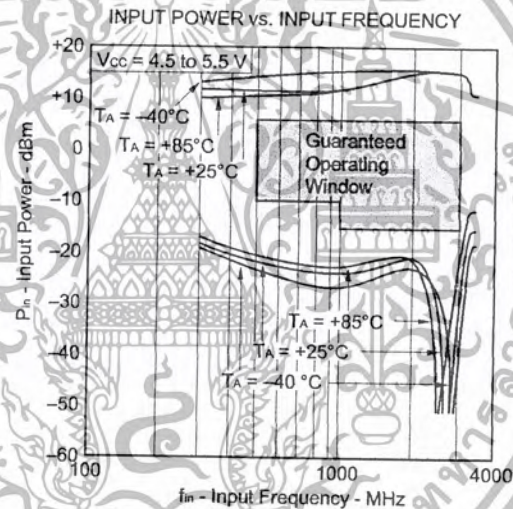 INPUT POWER vs. INPUT FREQUENCY
+20
VCC = 4.5 to 5.5 V
+10
TA = –40°C
TA = +85°C
TA = +25°C
0
Guaranteed
Operating
Window
–10
–20
–30
TA = +85°C
TA = +25°C
–40
TA = –40 °C
–50
–60
100
1000
4000
Pin - Input Power - dBm
fin - Input Frequency - MHz